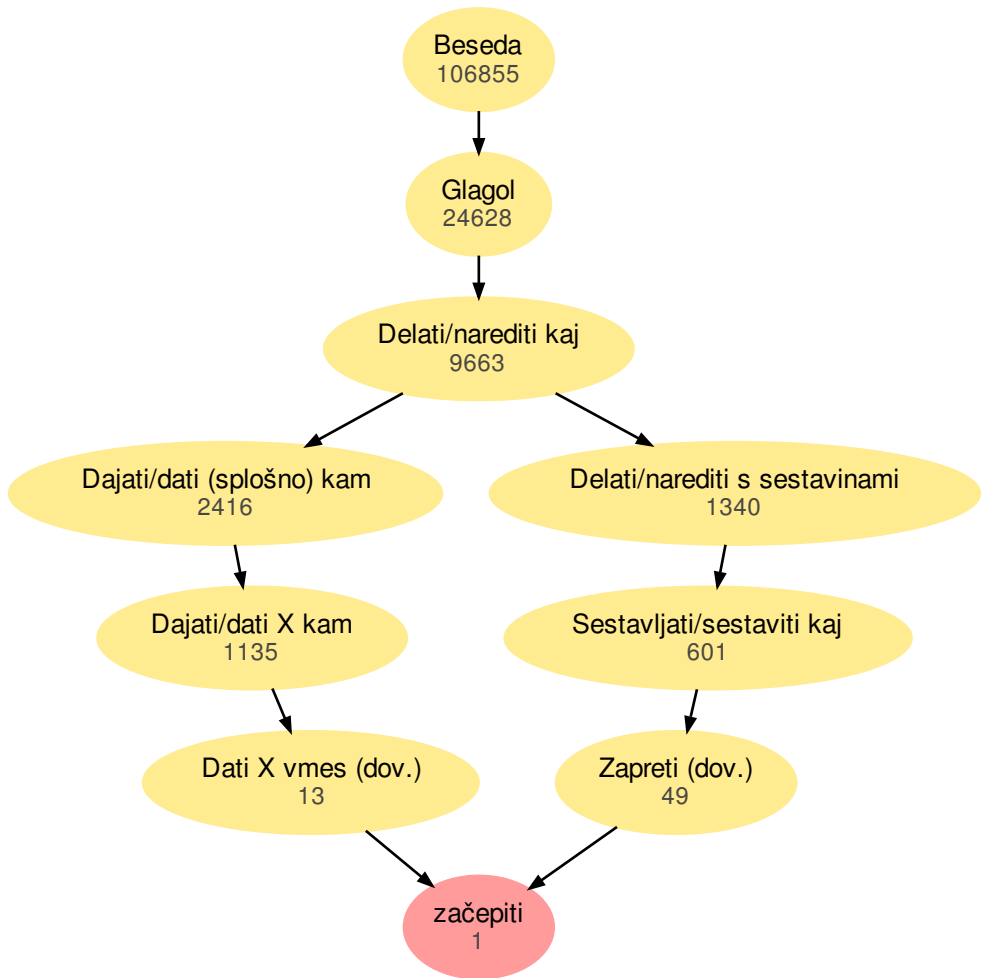 Beseda
106855
Glagol
24628
Delati/narediti kaj
9663
Dajati/dati (splošno) kam
2416
Delati/narediti s sestavinami
1340
Dajati/dati X kam
1135
Sestavljati/sestaviti kaj
601
Dati X vmes (dov.)
13
Zapreti (dov.)
49
začepiti
1